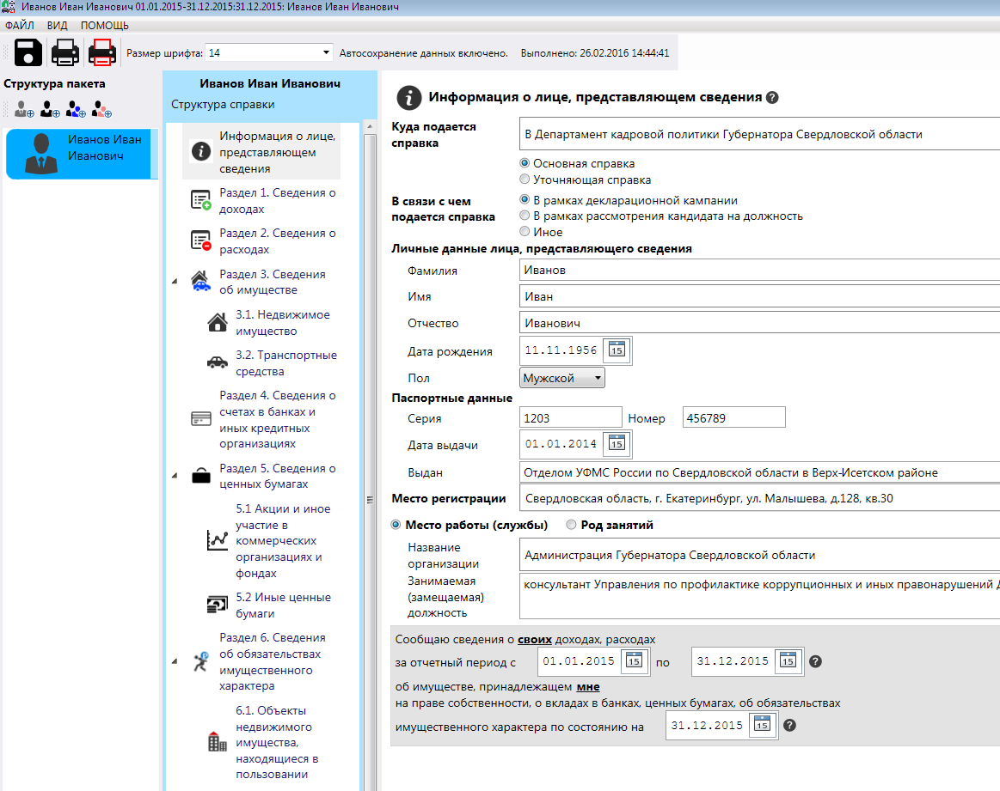 Иванов Иван Иванович 01.01.2015-31.12.2015:31.12.2015: Иванов Иван Иванович
ФАЙЛ ВИД ПОМОЩЬ
Размер шрифта: 14 Автосохранение данных включено. Выполнено: 26.02.2016 14:44:41
Структура пакета
Иванов Иван
Иванович
Иванов Иван Иванович
Структура справки
Информация о лице,
представляющем
сведения
Раздел 1. Сведения о
доходах
Раздел 2. Сведения о
расходах
Раздел 3. Сведения
об имуществе
3.1. Недвижимое
имущество
3.2. Транспортные
средства
Раздел 4. Сведения о
счетах в банках и
иных кредитных
организациях
Раздел 5. Сведения о
ценных бумагах
5.1 Акции и иное
участие в
коммерческих
организациях и
фондах
5.2 Иные ценные
бумаги
Раздел 6. Сведения
об обязательствах
имущественного
характера
6.1. Объекты
недвижимого
имущества,
находящиеся в
пользовании
Информация о лице, представляющем сведения ?
Куда подается
справка
В Департамент кадровой политики Губернатора Свердловской области
Основная справка
Уточняющая справка
В связи с чем
подается справка
В рамках декларационной кампании
В рамках рассмотрения кандидата на должность
Иное
Личные данные лица, представляющего сведения
Фамилия Иванов
Имя Иван
Отчество Иванович
Дата рождения 11.11.1956 15
Пол Мужской
Паспортные данные
Серия 1203 Номер 456789
Дата выдачи 01.01.2014 15
Выдан Отделом УФМС России по Свердловской области в Верх-Исетском районе
Место регистрации Свердловская область, г. Екатеринбург, ул. Малышева, д.128, кв.30
Место работы (службы) Род занятий
Название
организации
Администрация Губернатора Свердловской области
Занимаемая
(замещаемая)
должность
консультант Управления по профилактике коррупционных и иных правонарушений Д
Сообщаю сведения о своих доходах, расходах
за отчетный период с 01.01.2015 15 по 31.12.2015 15 ?
об имуществе, принадлежащем мне
на праве собственности, о вкладах в банках, ценных бумагах, об обязательствах
имущественного характера по состоянию на 31.12.2015 15 ?